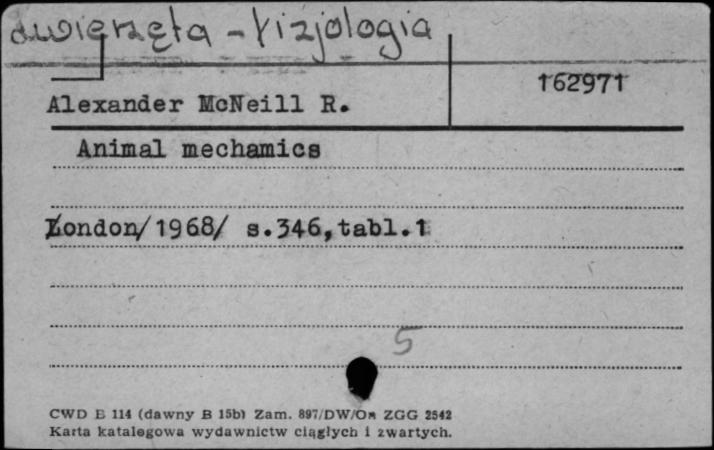 zwierzęta - fizjologia
162971
Alexander McNeill R.
Animal mechamics
London/1968/ s.346,tabl.1
5
CWD E 114 (dawny B 15b) Zam. 897/DW/On ZGG 2542
Karta katalogowa wydawnictw ciągłych i zwartych.